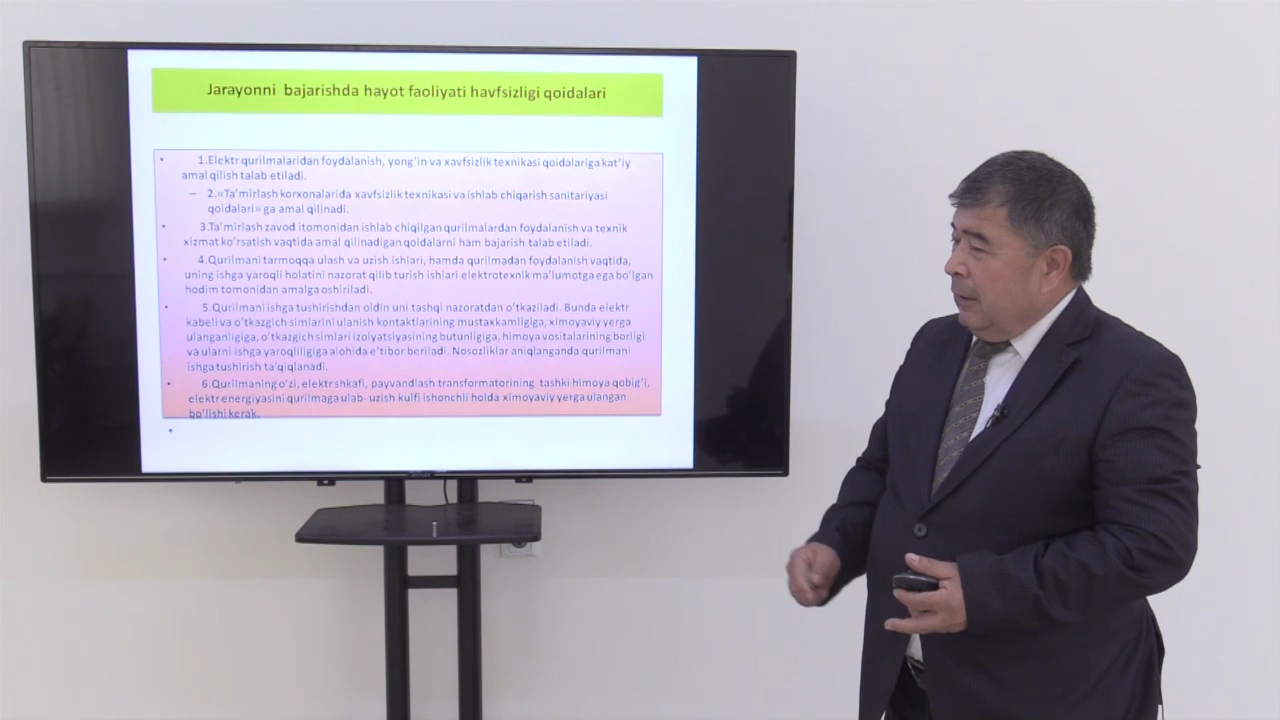 Jarayonni bajarishda hayot faoliyati havfsizligi qoidalari
• 1.Elektr qurilmalaridan foydalanish, yong'in va xavfsizlik texnikasi qoidalariga kat'iy
amal qilish talab etiladi.
– 2.«Ta'mirlash korxonalarida xavfsizlik texnikasi va ishlab chiqarish sanitariyasi
qoidalari» ga amal qilinadi.
• 3.Ta'mirlash zavod itomonidan ishlab chiqilgan qurilmalardan foydalanish va texnik
xizmat ko'rsatish vaqtida amal qilinadigan qoidalarni ham bajarish talab etiladi.
• 4.Qurilmani tarmoqqa ulash va uzish ishlari, hamda qurilmadan foydalanish vaqtida,
uning ishga yaroqli holatini nazorat qilib turish ishlari elektrotexnik ma'lumotga ega bo'lgan
hodim tomonidan amalga oshiriladi.
• 5.Qurilmani ishga tushirishdan oldin uni tashqi nazoratdan o'tkaziladi. Bunda elektr
kabeli va o'tkazgich simlarini ulanish kontaktlarining mustaxkamligiga, ximoyaviy yerga
ulanganligiga, o'tkazgich simlari izolyatsiyasining butunligiga, himoya vositalarining borligi
va ularni ishga yaroqliligiga alohida e'tibor beriladi. Nosozliklar aniqlanganda qurilmani
ishga tushirish ta'qiqlanadi.
• 6.Qurilmaning o'zi, elektr shkafi, payvandlash transformatorining tashki himoya qobig'i,
elektr energiyasini qurilmaga ulab- uzish kulfi ishonchli holda ximoyaviy yerga ulangan
bo'lishi kerak.
•